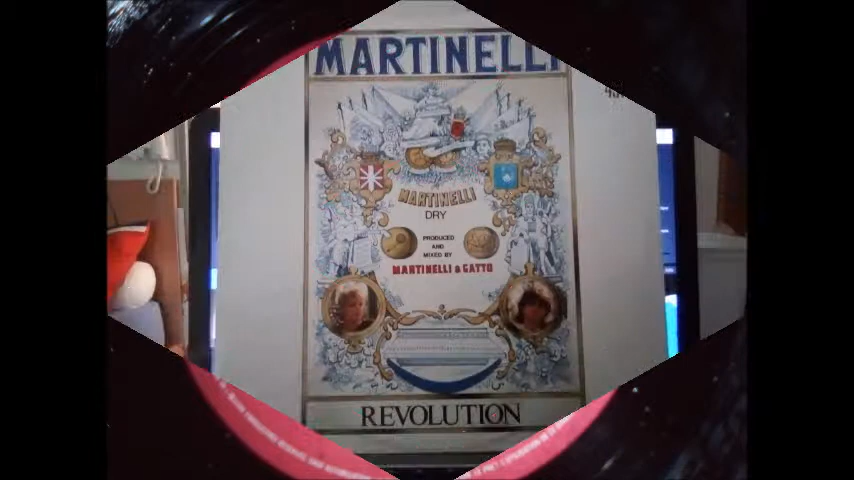 MARTINELLI
MARTINELLI
DRY
PRODUCED
AND
MIXED BY
MARTINELLI & GATTO
REVOLUTION